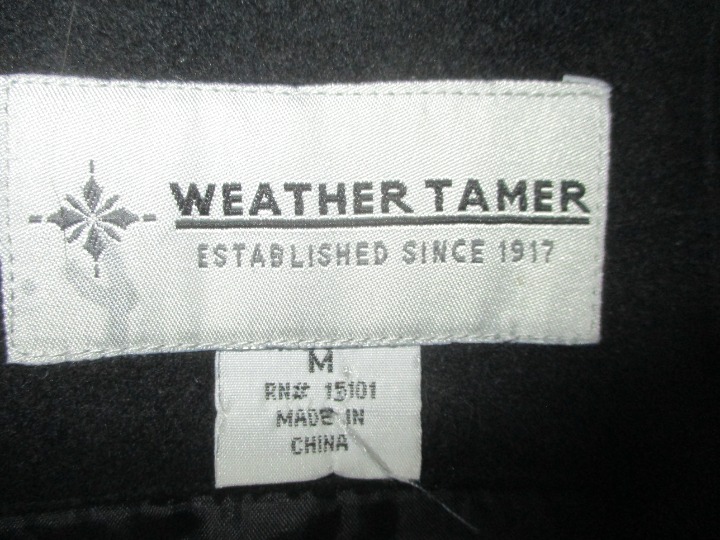 WEATHER TAMER
ESTABLISHED SINCE 1917
M
RN# 15101
MADE IN
CHINA